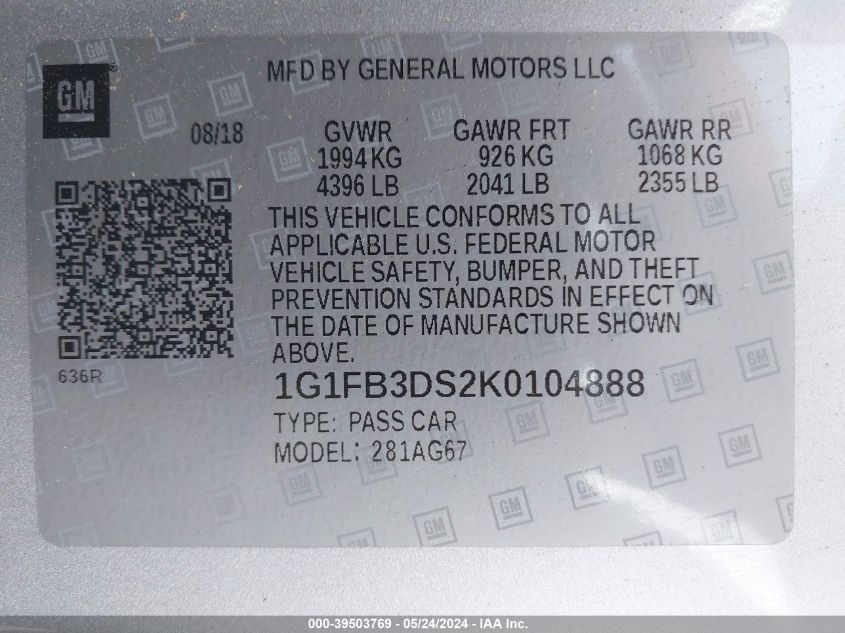 GM
MFD BY GENERAL MOTORS LLC
08/18 GVWR GAWR FRT GAWR RR
1994 KG 926 KG 1068 KG
4396 LB 2041 LB 2355 LB
THIS VEHICLE CONFORMS TO ALL
APPLICABLE U.S. FEDERAL MOTOR
VEHICLE SAFETY, BUMPER, AND THEFT
PREVENTION STANDARDS IN EFFECT ON
THE DATE OF MANUFACTURE SHOWN
ABOVE.
636R
1G1FB3DS2K0104888
TYPE: PASS CAR
MODEL: 281AG67
000-39503769 - 05/24/2024 - IAA Inc.